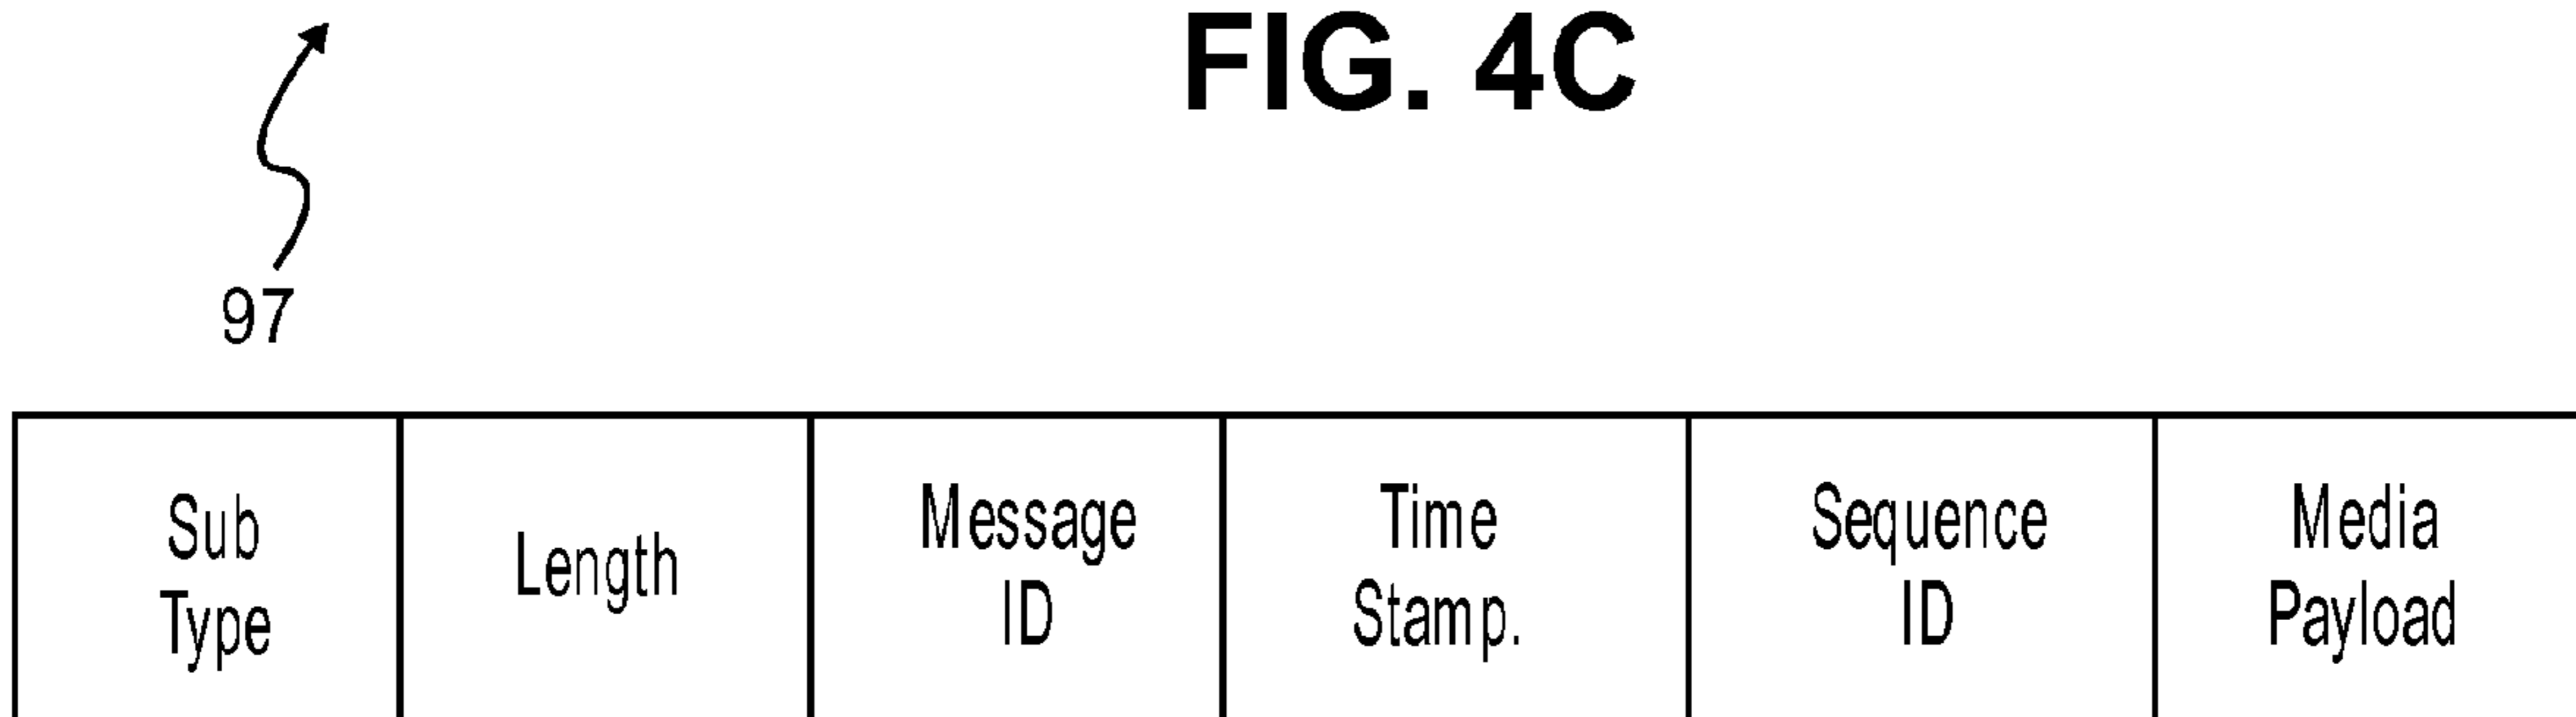 FIG. 4C
97
Sub
Type
Length
Message
ID
Time
Stamp.
Sequence
ID
Media
Payload